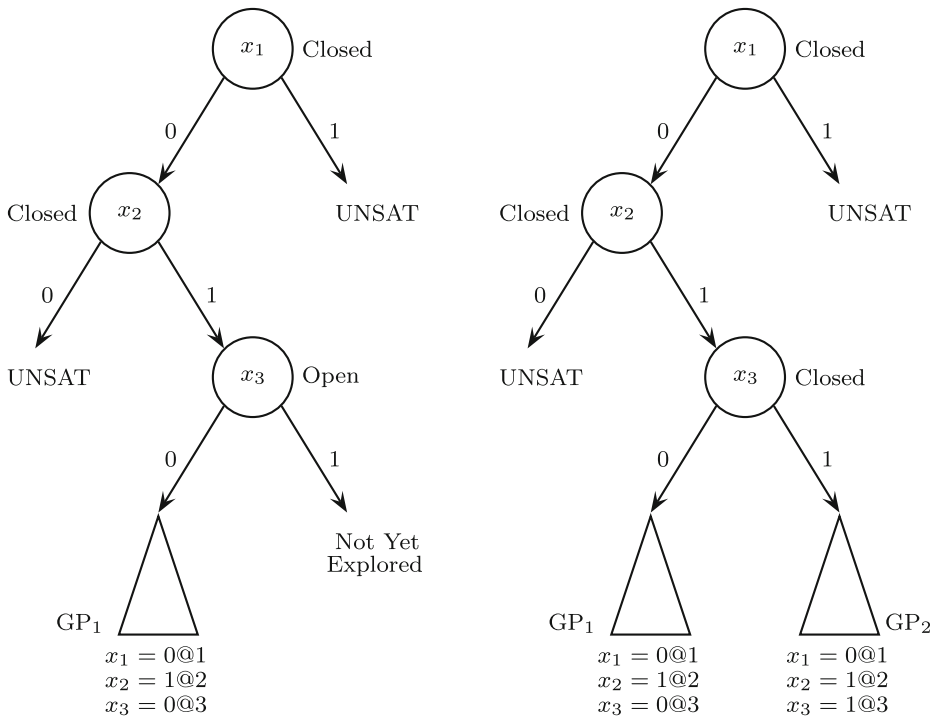 x₁ Closed
0
1
Closed x₂
UNSAT
0
1
UNSAT
x₃ Open
0
1
Not Yet
Explored
GP₁
x₁ = 0@1
x₂ = 1@2
x₃ = 0@3
x₁ Closed
0
1
Closed x₂
UNSAT
0
1
UNSAT
x₃ Closed
0
1
GP₁
x₁ = 0@1
x₂ = 1@2
x₃ = 0@3
GP₂
x₁ = 0@1
x₂ = 1@2
x₃ = 1@3